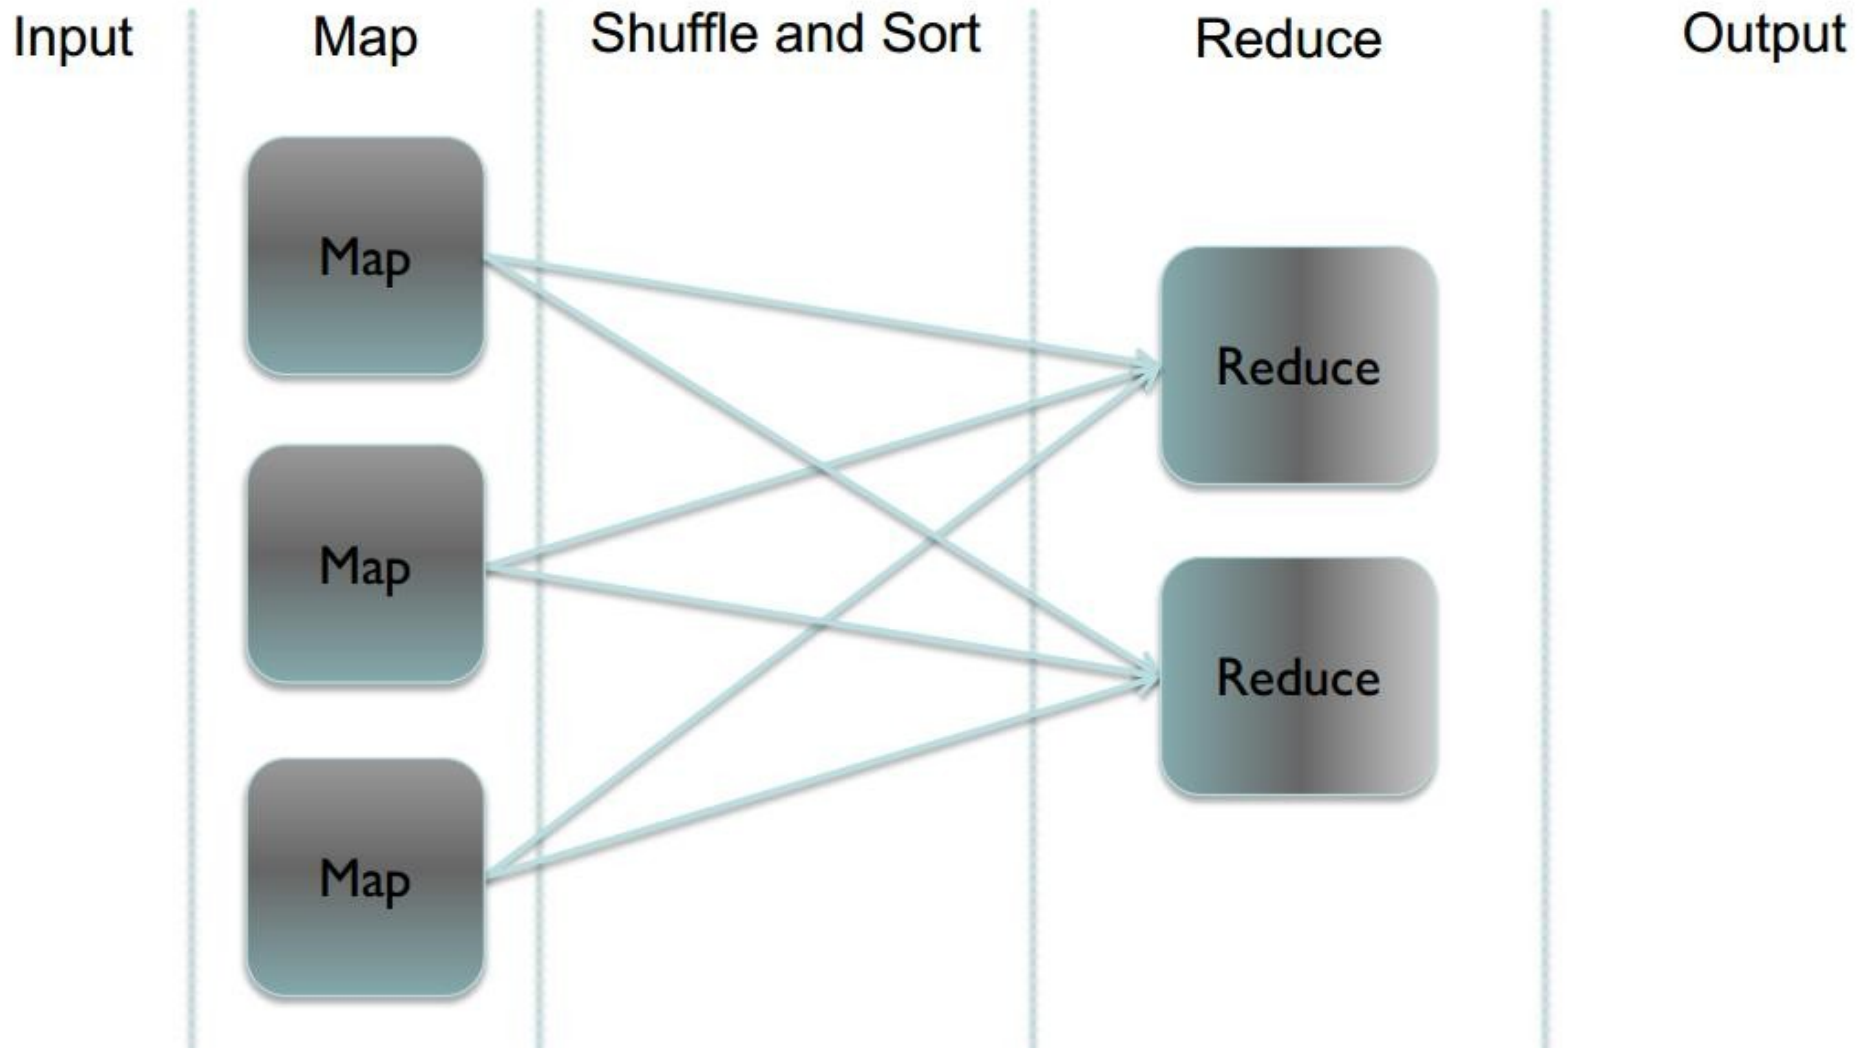 Input
Map
Shuffle and Sort
Reduce
Output
Map
Map
Map
Reduce
Reduce